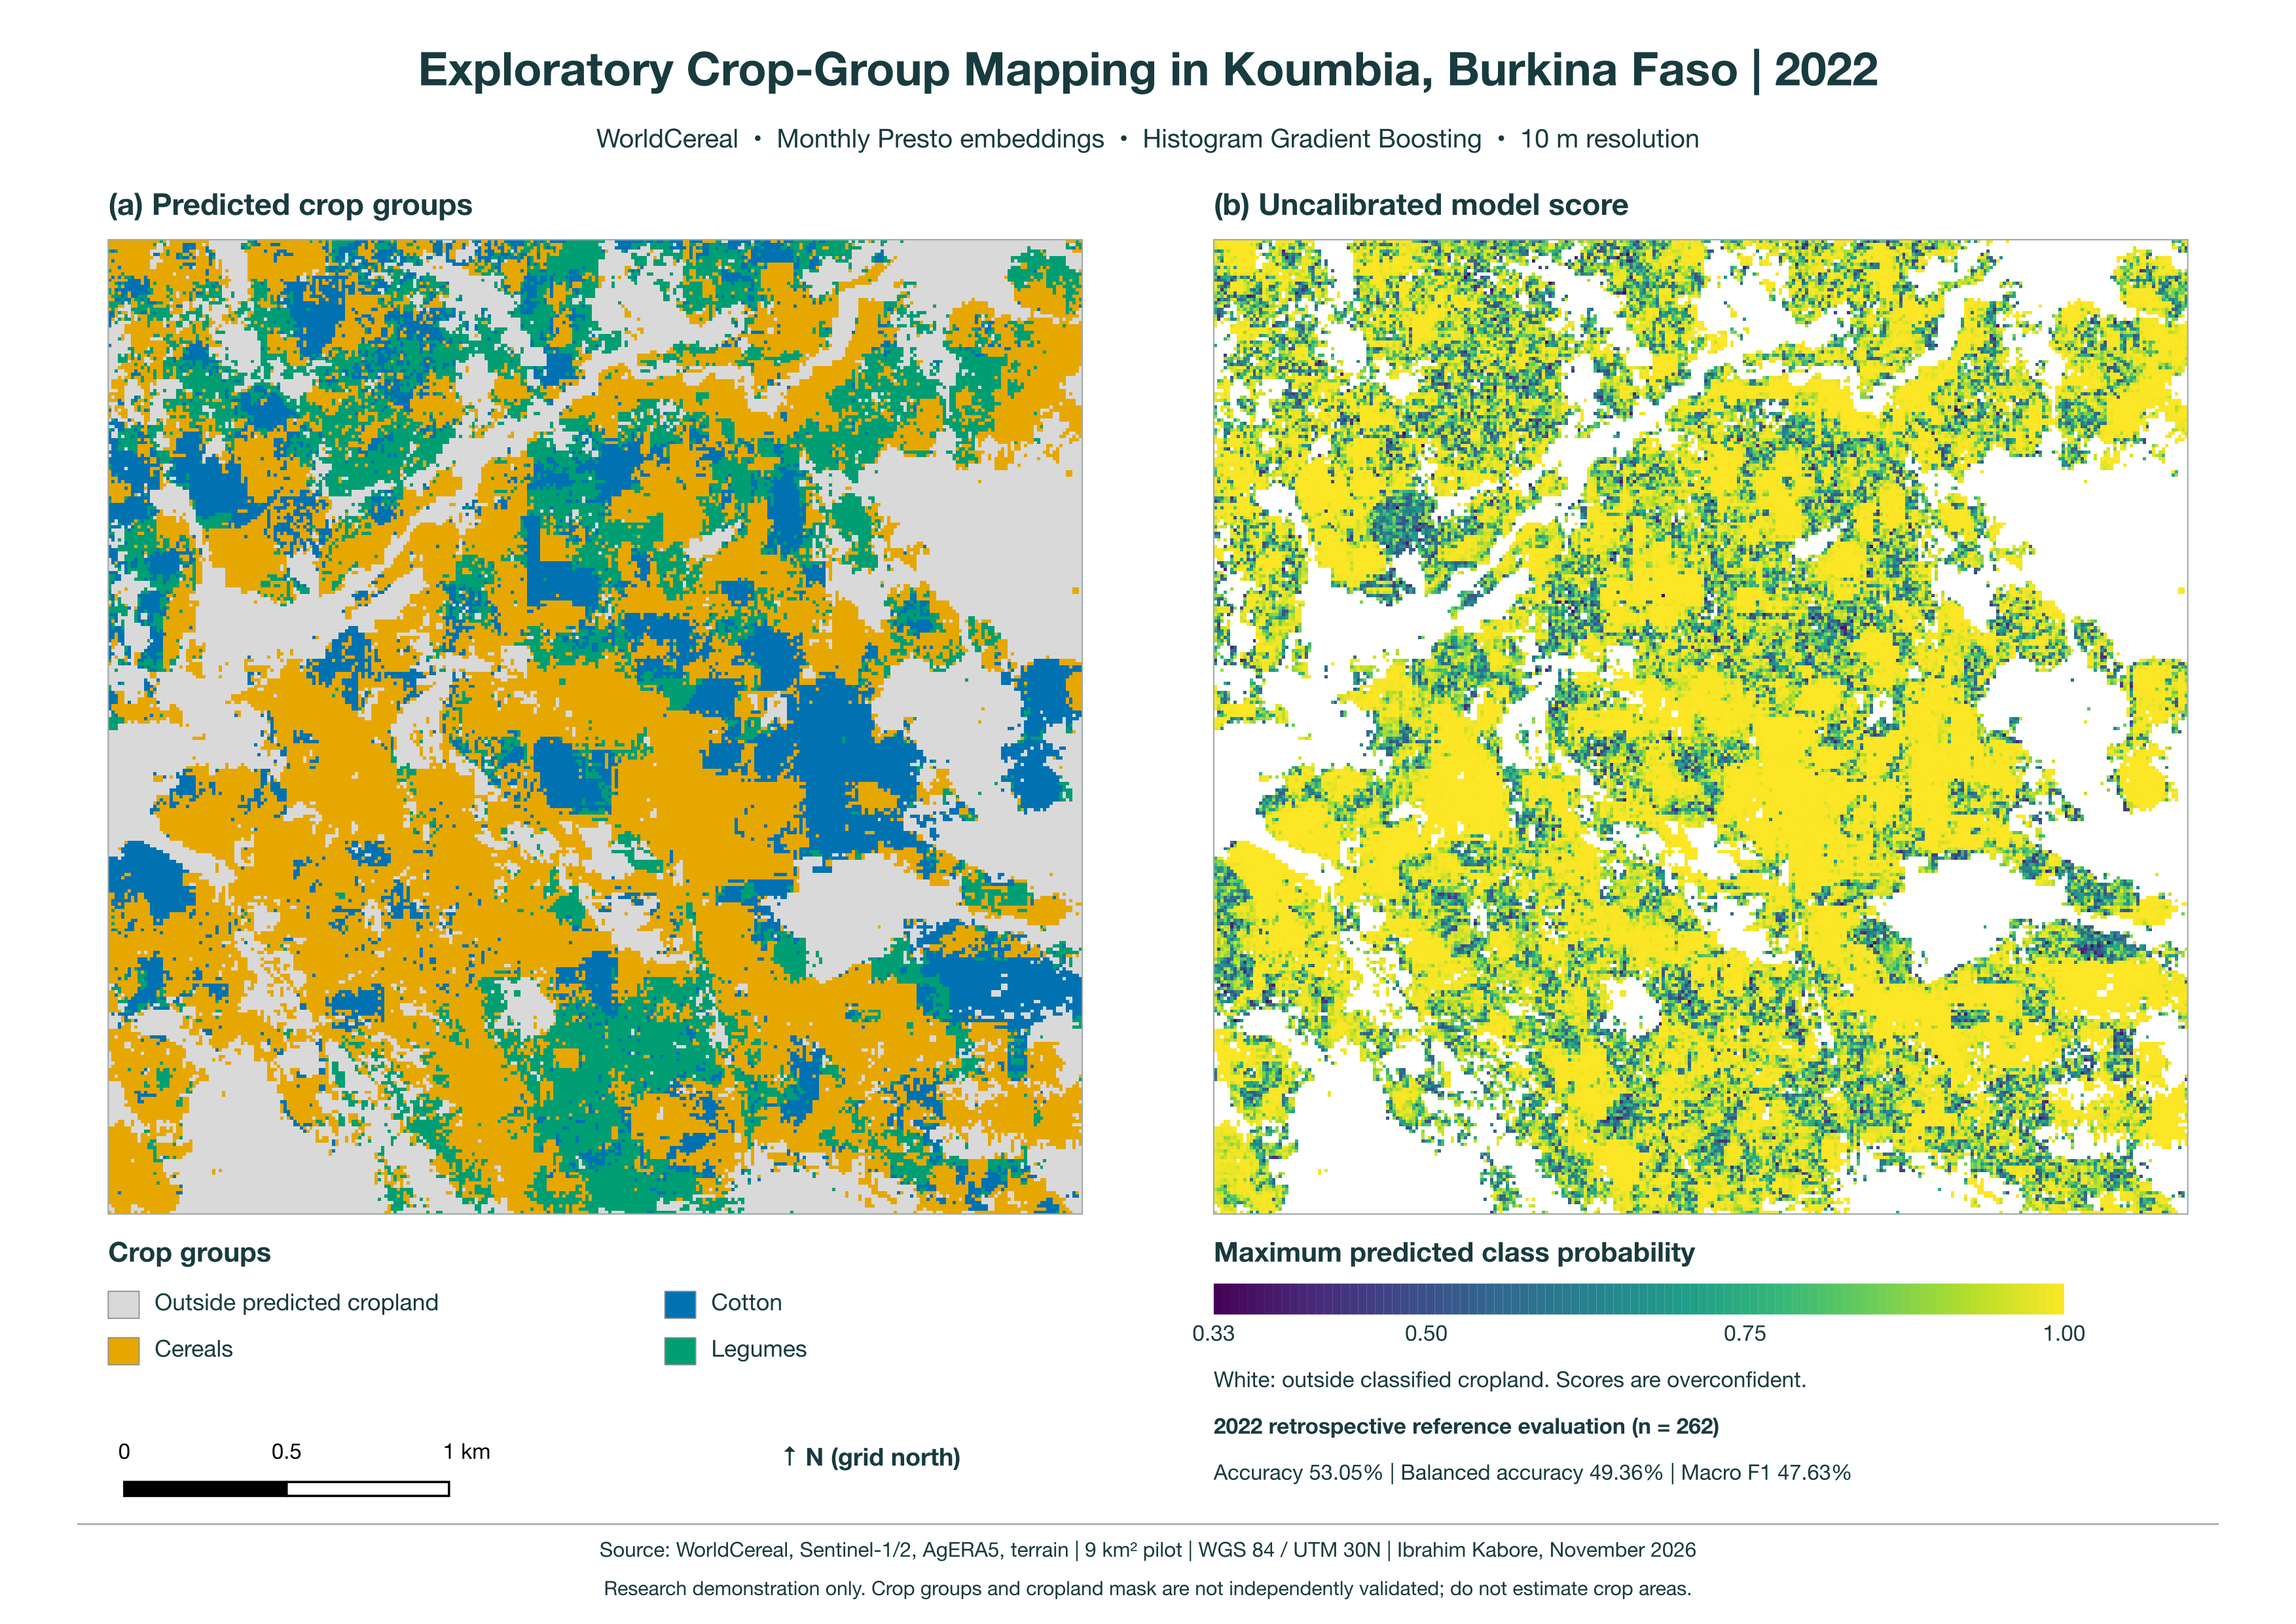 Exploratory Crop-Group Mapping in Koumbia, Burkina Faso | 2022
WorldCereal • Monthly Presto embeddings • Histogram Gradient Boosting • 10 m resolution
(a) Predicted crop groups
(b) Uncalibrated model score
Crop groups
Outside predicted cropland
Cotton
Cereals
Legumes
0 0.5 1 km
↑ N (grid north)
Maximum predicted class probability
0.33 0.50 0.75 1.00
White: outside classified cropland. Scores are overconfident.
2022 retrospective reference evaluation (n = 262)
Accuracy 53.05% | Balanced accuracy 49.36% | Macro F1 47.63%
Source: WorldCereal, Sentinel-1/2, AgERA5, terrain | 9 km² pilot | WGS 84 / UTM 30N | Ibrahim Kabore, November 2026
Research demonstration only. Crop groups and cropland mask are not independently validated; do not estimate crop areas.